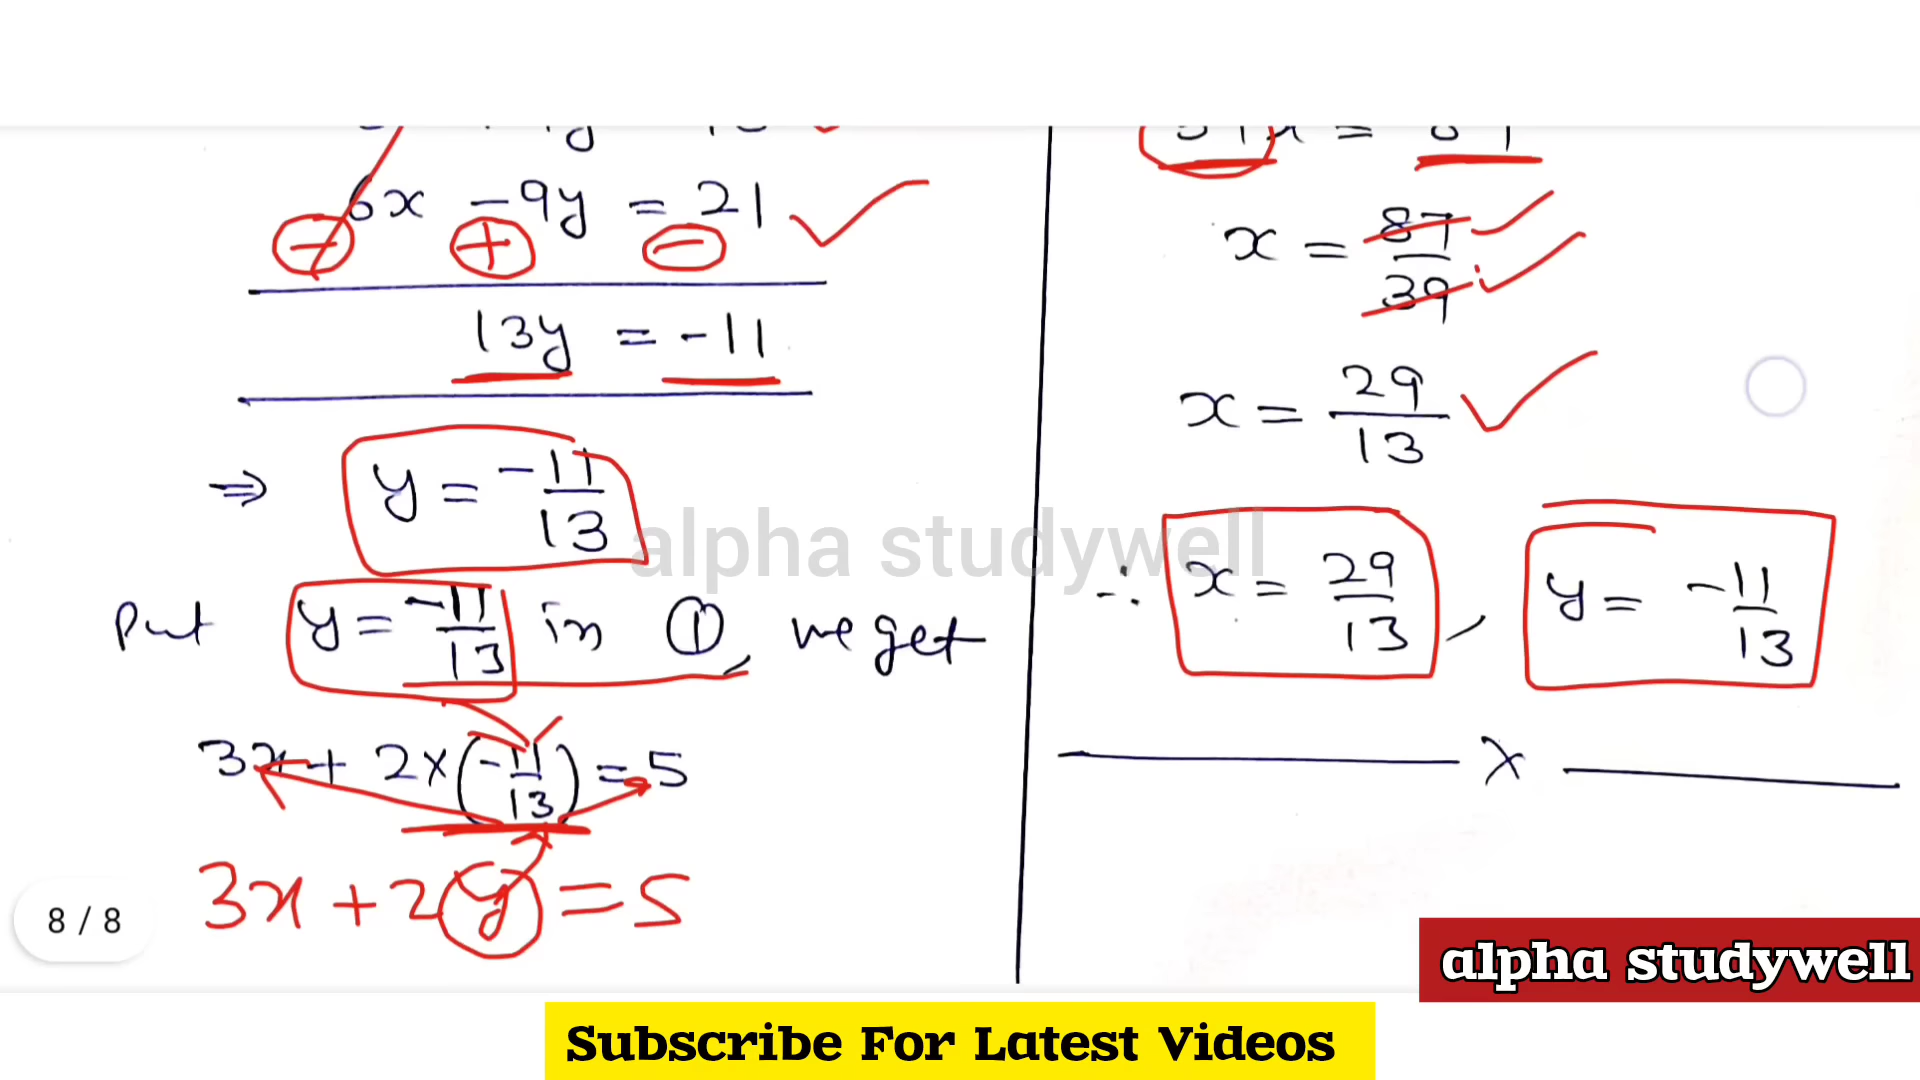 6x - 9y = 21
- + -
13y = -11
⇒ y = -11/13
Put y = -11/13 in ①, we get
3x + 2×(-11/13) = 5
3x + 2y = 5
8 / 8
x = 87/39
x = 29/13
∴ x = 29/13, y = -11/13
x
alpha studywell
alpha studywell
Subscribe For Latest Videos